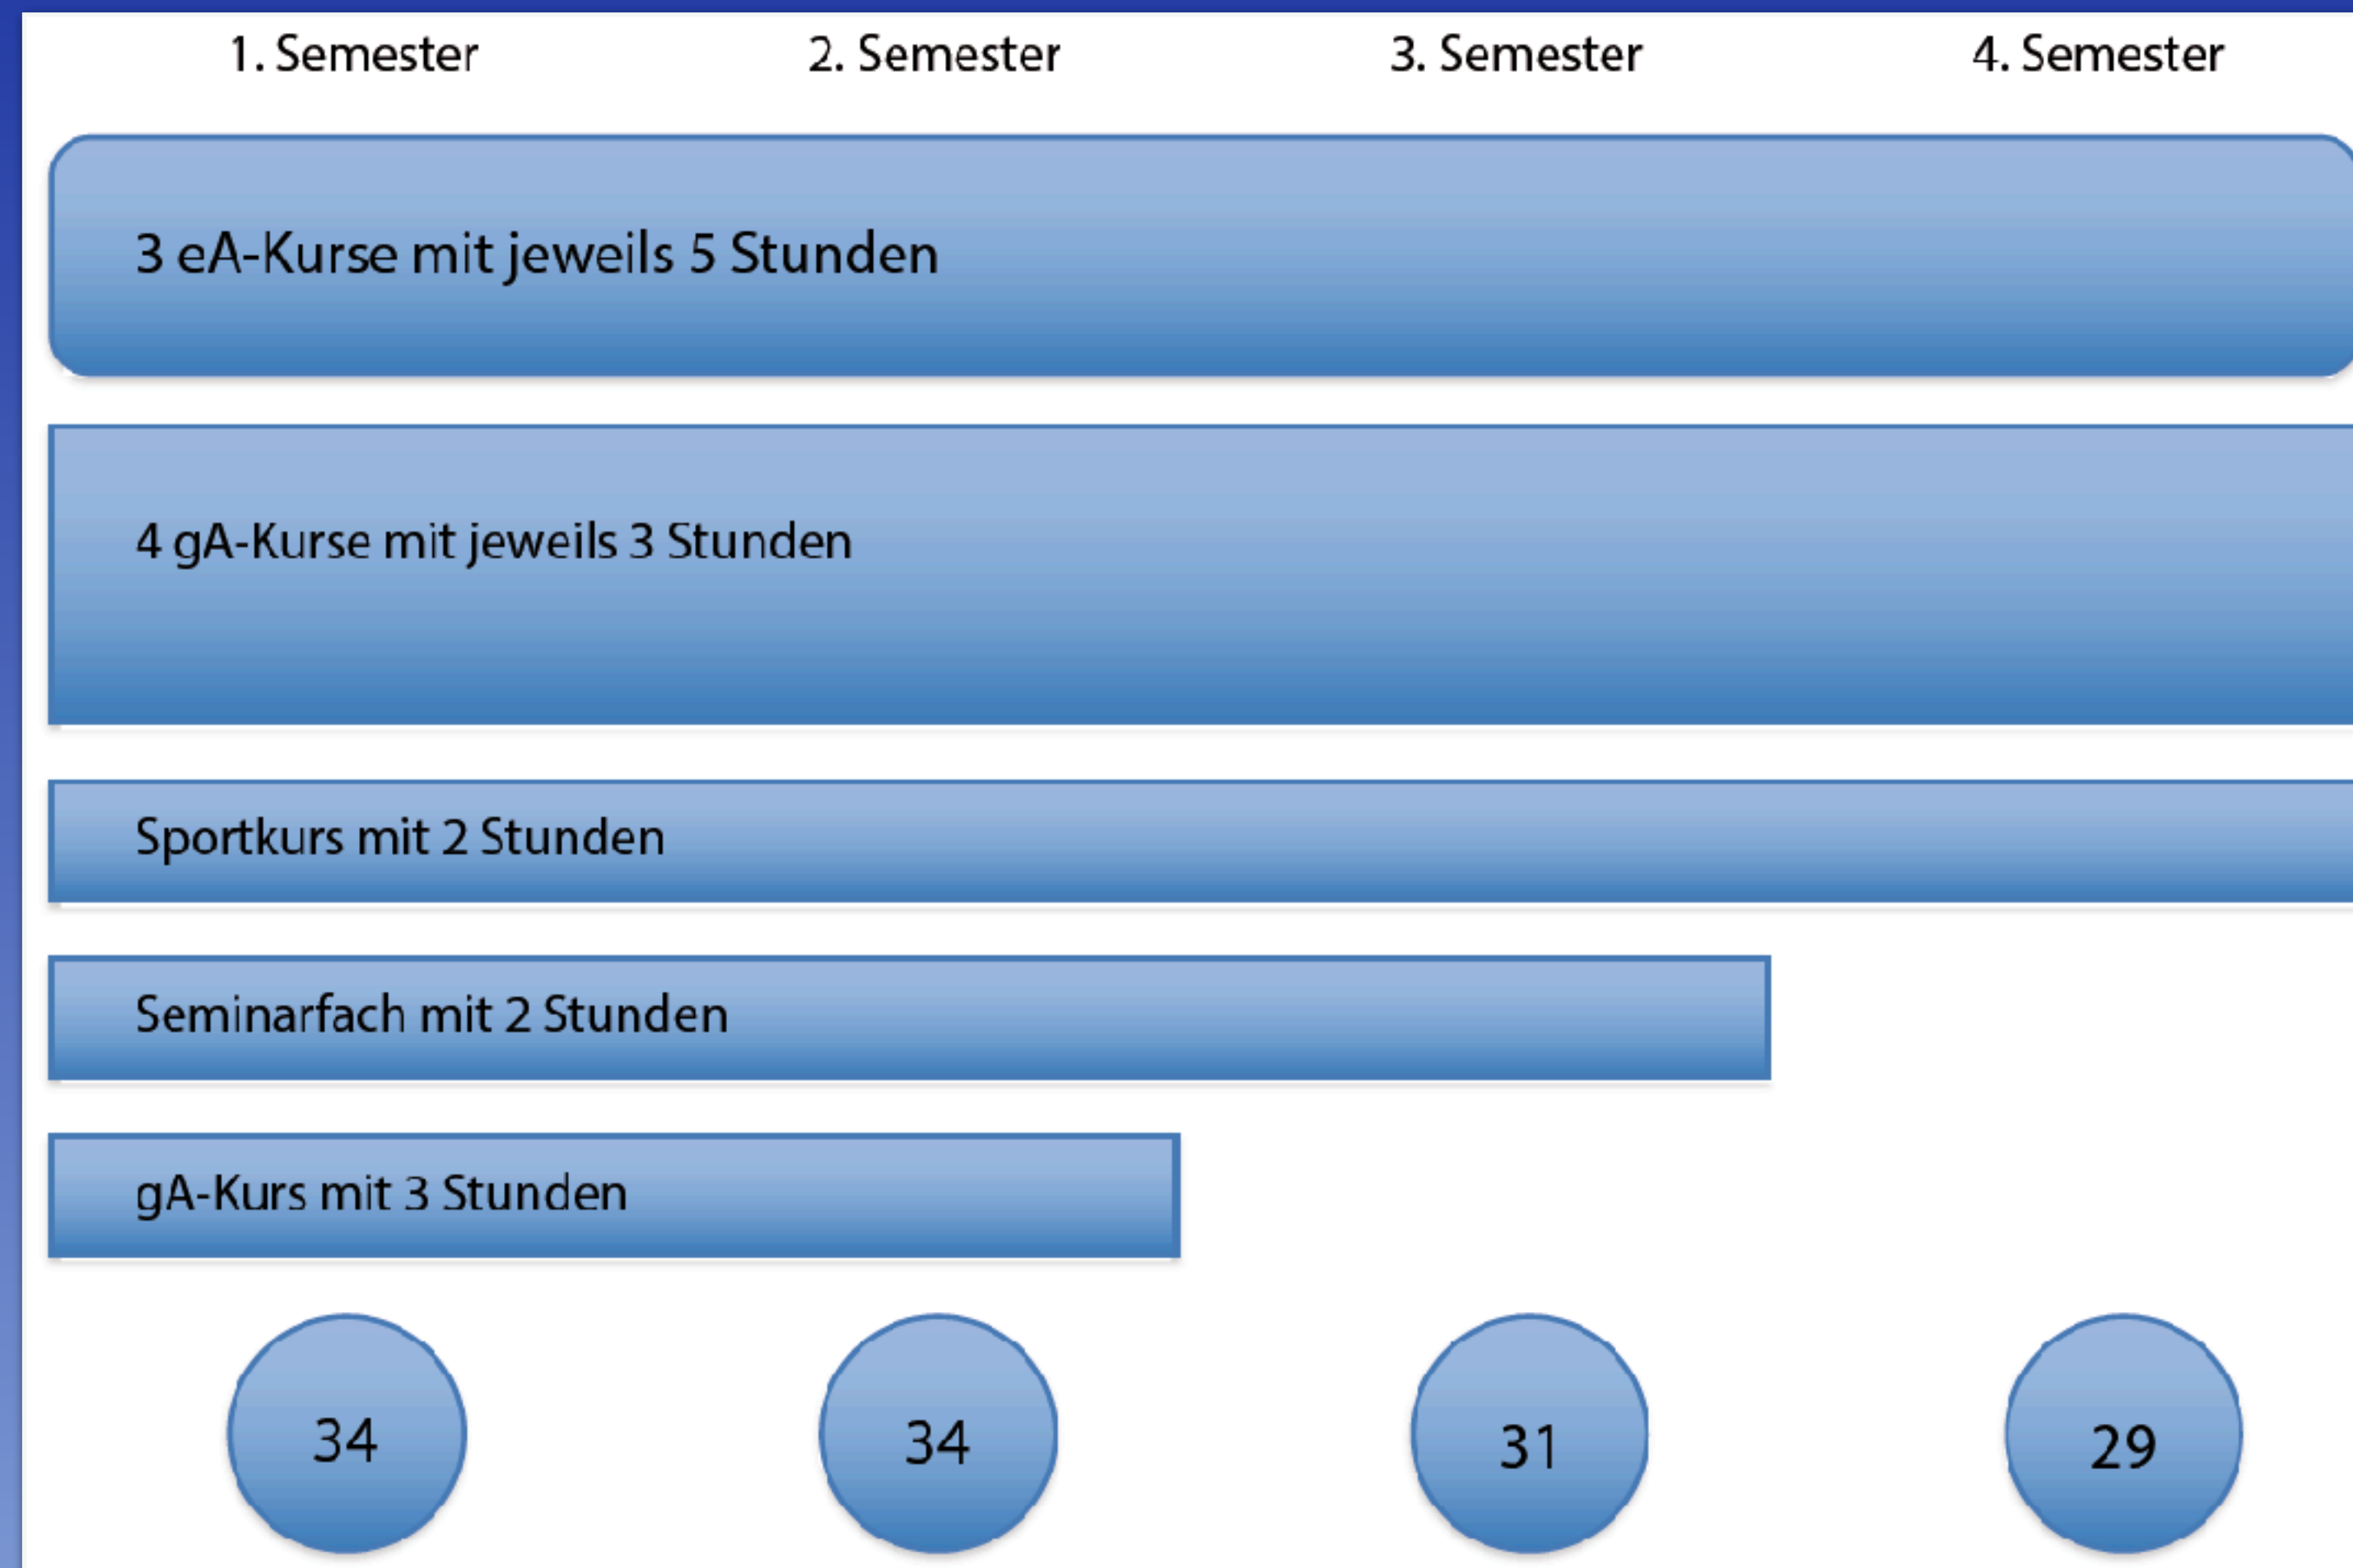 1. Semester 2. Semester 3. Semester 4. Semester
3 eA-Kurse mit jeweils 5 Stunden
4 gA-Kurse mit jeweils 3 Stunden
Sportkurs mit 2 Stunden
Seminarfach mit 2 Stunden
gA-Kurs mit 3 Stunden
34 34 31 29